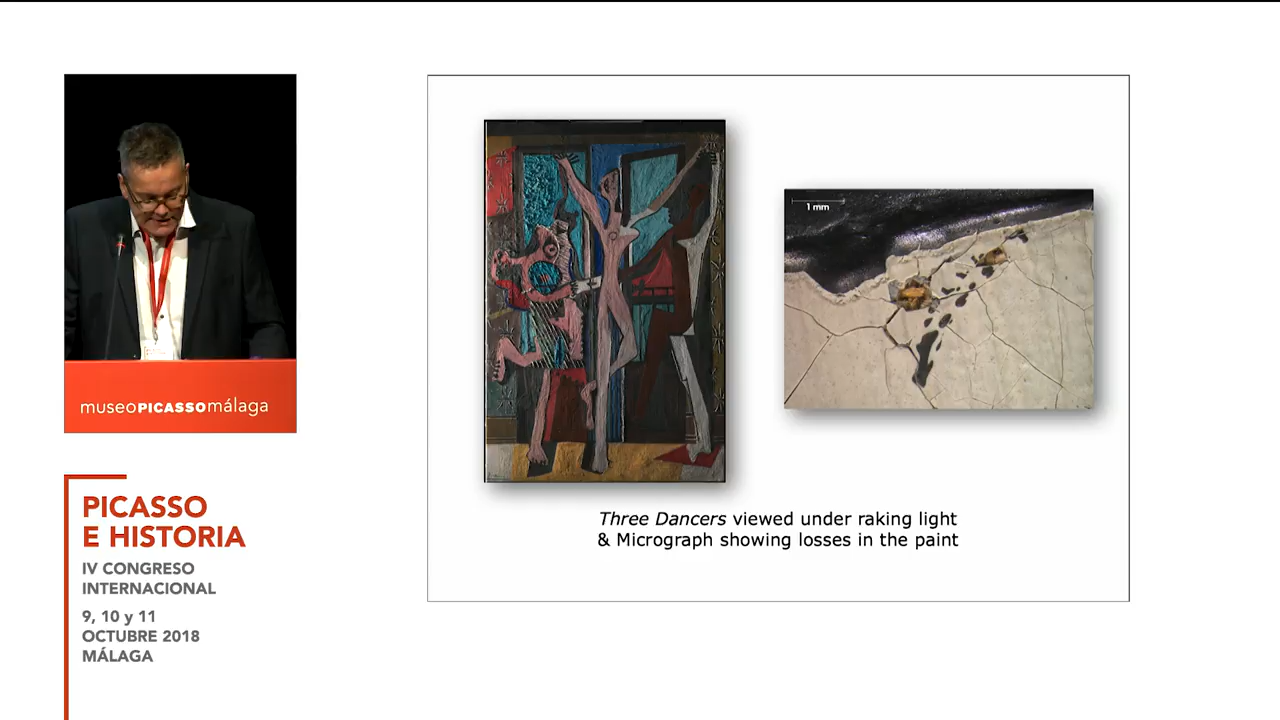 museoPICASSOmálaga
PICASSO
E HISTORIA
IV CONGRESO
INTERNACIONAL
9, 10 y 11
OCTUBRE 2018
MÁLAGA
1 mm
Three Dancers viewed under raking light
& Micrograph showing losses in the paint